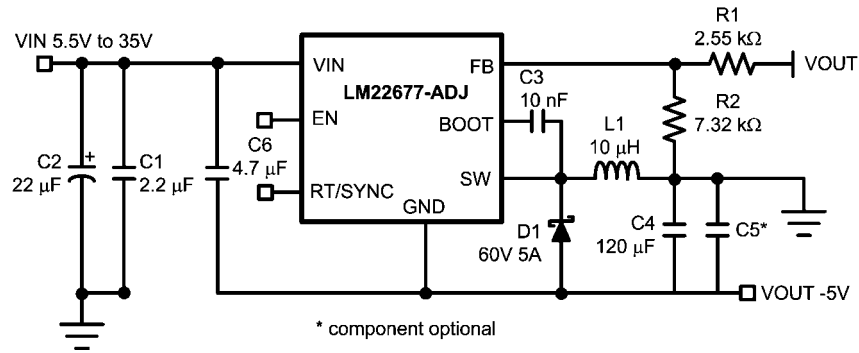 R1
VIN 5.5V to 35V
2.55 kΩ
VIN
FB
C3
VOUT
LM22677-ADJ
10 nF
R2
EN
BOOT
L1
7.32 kΩ
C6
10 μH
C2
+
C1
4.7 μF
22 μF
2.2 μF
RT/SYNC
SW
GND
D1
C4
C5*
60V 5A
120 μF
VOUT -5V
* component optional